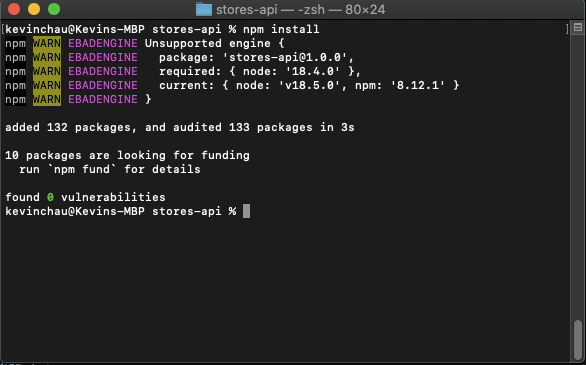 stores-api — -zsh — 80×24
[kevinchau@Kevins-MBP stores-api % npm install ]
npm WARN EBADENGINE Unsupported engine {
npm WARN EBADENGINE   package: 'stores-api@1.0.0',
npm WARN EBADENGINE   required: { node: '18.4.0' },
npm WARN EBADENGINE   current: { node: 'v18.5.0', npm: '8.12.1' }
npm WARN EBADENGINE }
added 132 packages, and audited 133 packages in 3s
10 packages are looking for funding
  run `npm fund` for details
found 0 vulnerabilities
kevinchau@Kevins-MBP stores-api %